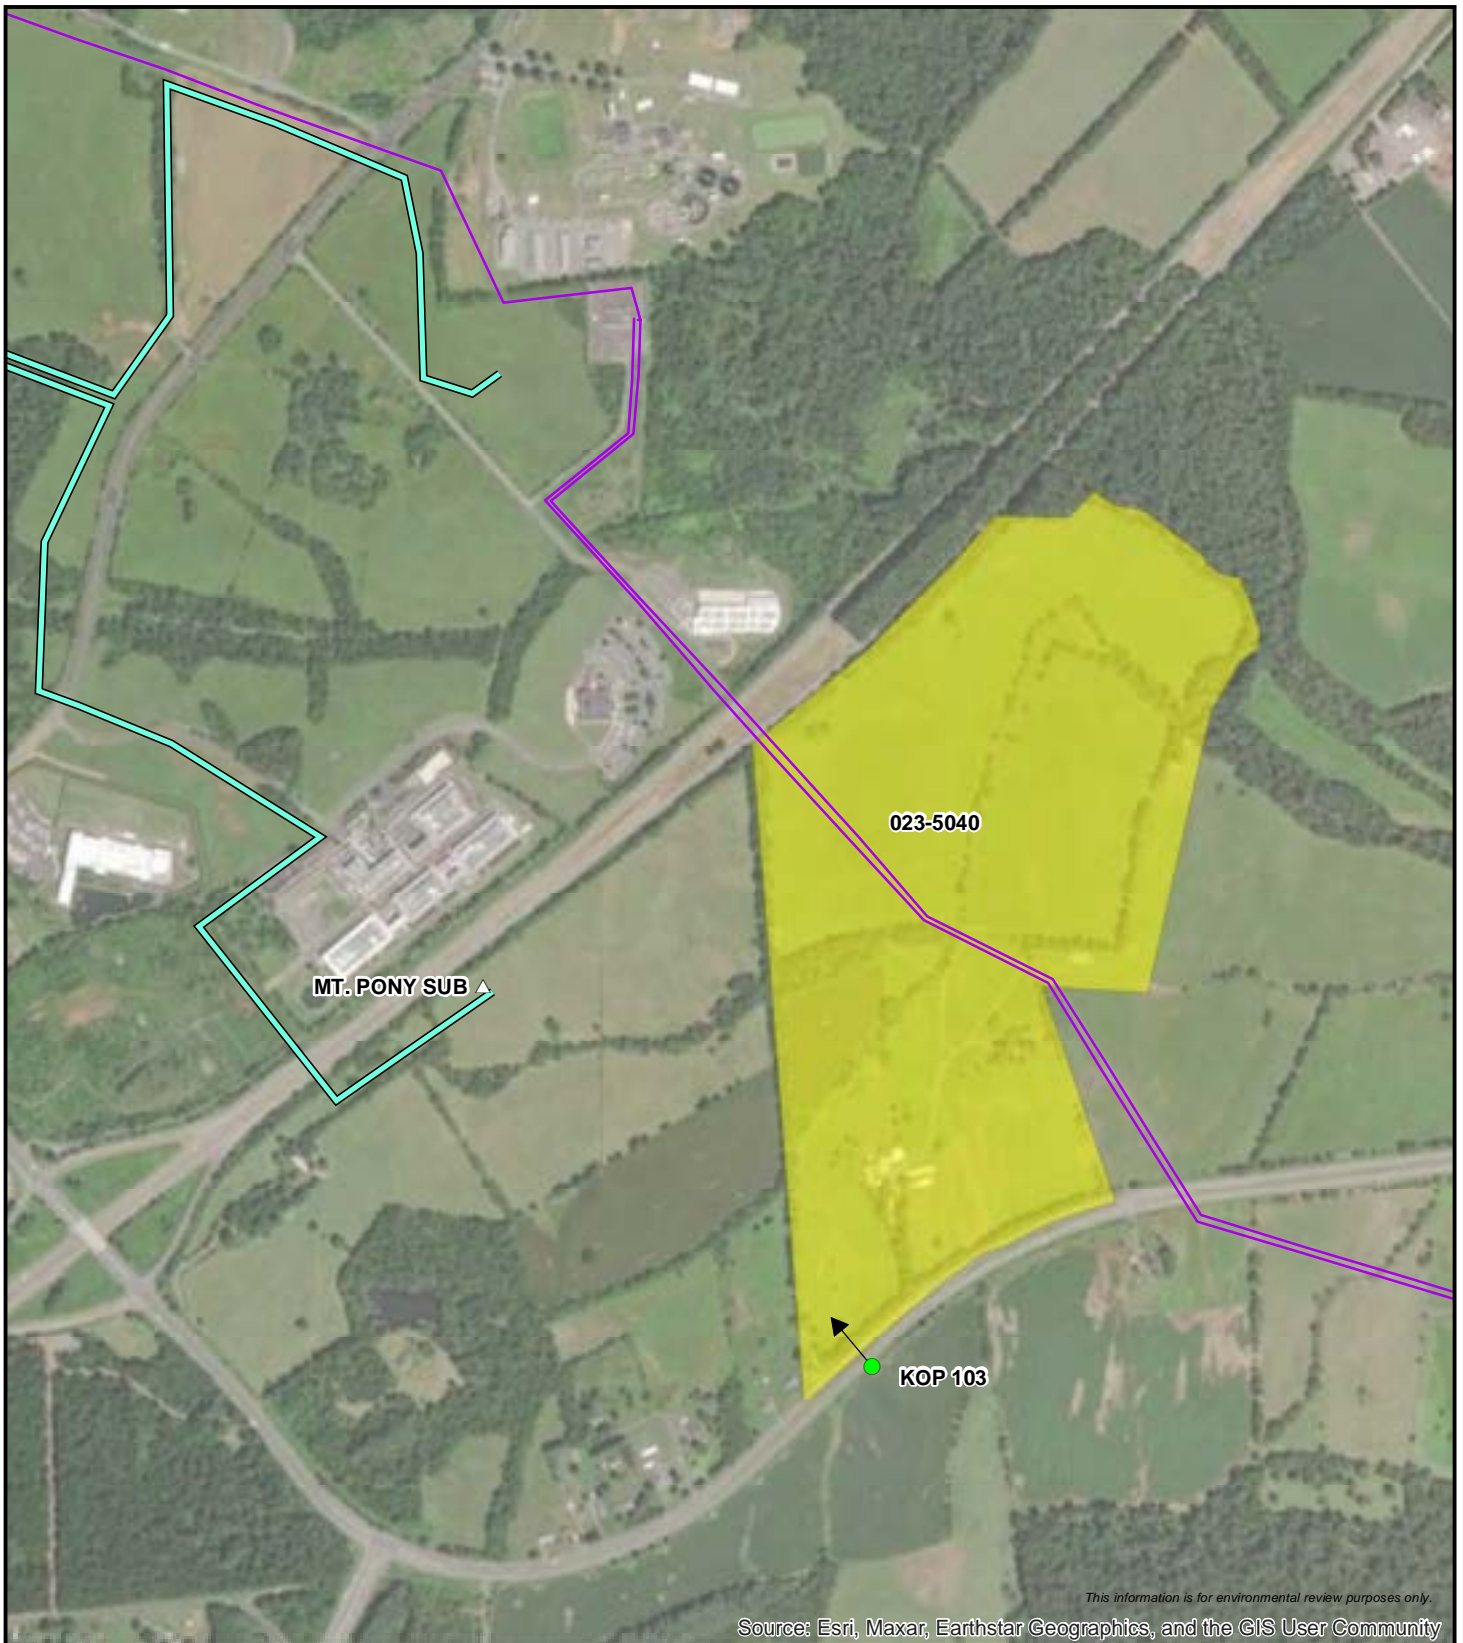 023-5040
MT. PONY SUB
KOP 103
This information is for environmental review purposes only.
Source: Esri, Maxar, Earthstar Geographics, and the GIS User Community